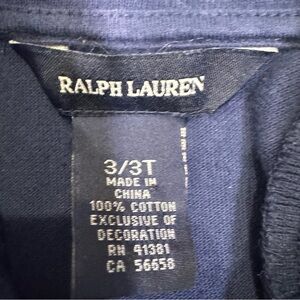 RALPH LAUREN
3/3T
MADE IN
CHINA
100% COTTON
EXCLUSIVE OF
DECORATION
RN 41381
CA 56658